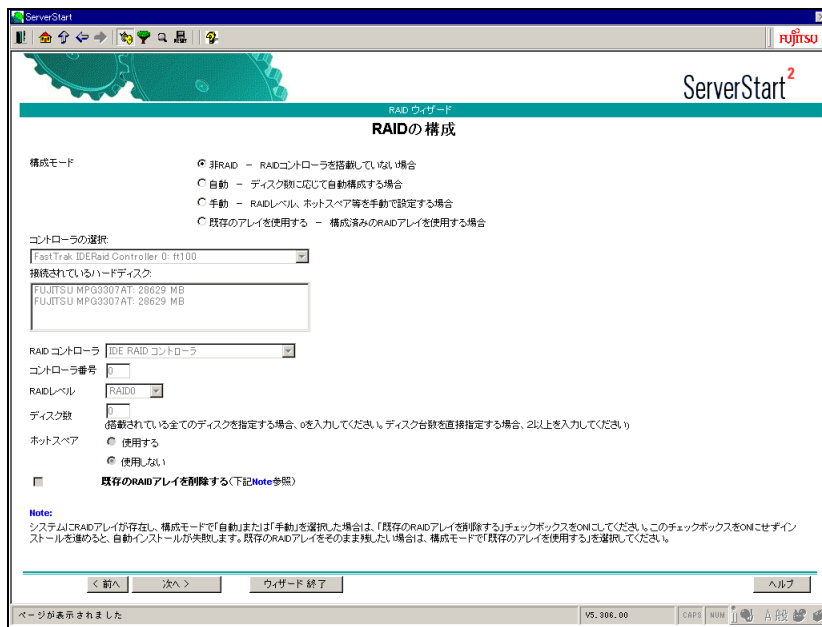 ServerStart
FUJITSU
ServerStart2
RAID ウィザード
RAIDの構成
構成モード
非RAID － RAIDコントローラを搭載していない場合
自動 － ディスク数に応じて自動構成する場合
手動 － RAIDレベル、ホットスペア等を手動で設定する場合
既存のアレイを使用する － 構成済みのRAIDアレイを使用する場合
コントローラの選択:
FastTrak IDERaid Controller 0: ft100
接続されているハードディスク:
FUJITSU MPG3307AT: 28629 MB
FUJITSU MPG3307AT: 28629 MB
RAID コントローラ IDE RAID コントローラ
コントローラ番号 0
RAIDレベル RAID0
ディスク数 0
(搭載されている全てのディスクを指定する場合、0を入力してください。ディスク台数を直接指定する場合、2以上を入力してください)
ホットスペア 使用する
使用しない
既存のRAIDアレイを削除する(下記Note参照)
Note:
システムにRAIDアレイが存在し、構成モードで「自動」または「手動」を選択した場合は、「既存のRAIDアレイを削除する」チェックボックスをONにしてください。このチェックボックスをONにせずイン
ストールを進めると、自動インストールが失敗します。既存のRAIDアレイをそのまま残したい場合は、構成モードで「既存のアレイを使用する」を選択してください。
< 前へ 次へ > ウィザード 終了 ヘルプ
ページが表示されました V5.306.00 CAPS NUM A 般